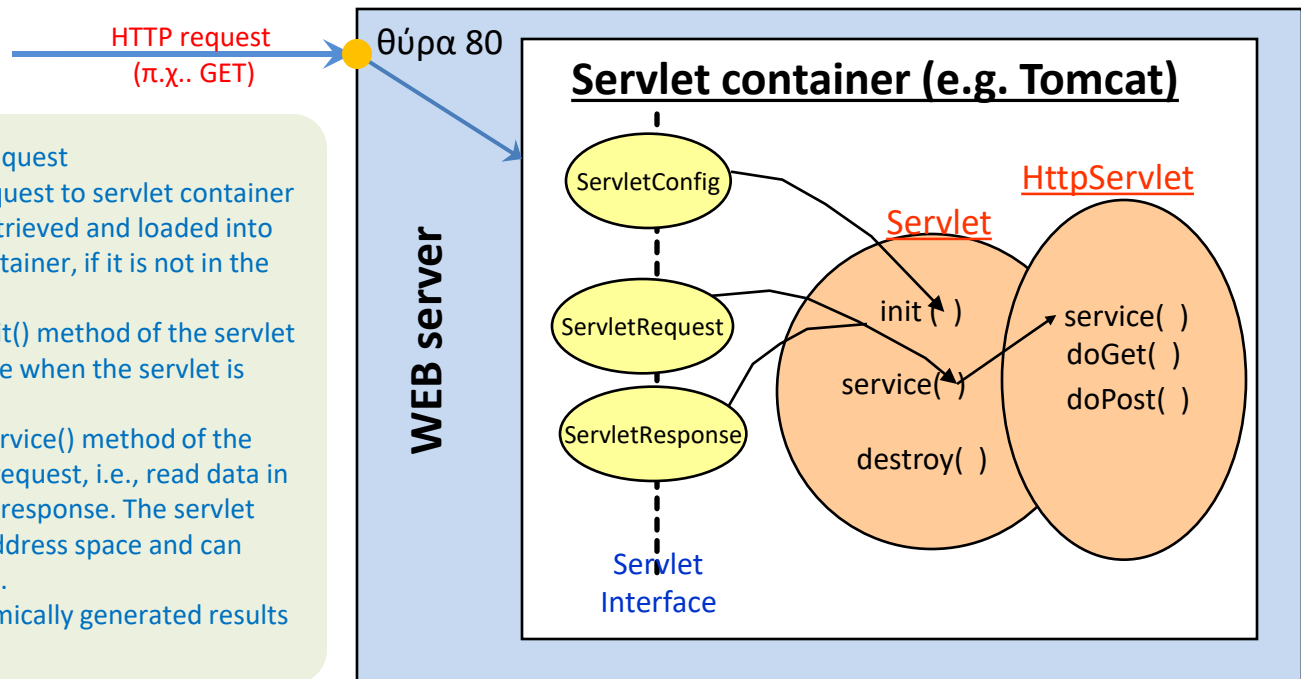 HTTP request
(π.χ.. GET)
θύρα 80
quest
quest to servlet container
trieved and loaded into
tainer, if it is not in the
it() method of the servlet
e when the servlet is
rvice() method of the
request, i.e., read data in
response. The servlet
ddress space and can
.
mically generated results
WEB server
Servlet container (e.g. Tomcat)
ServletConfig
ServletRequest
ServletResponse
Servlet
Interface
Servlet
init ( )
service( )
destroy( )
HttpServlet
service( )
doGet( )
doPost( )